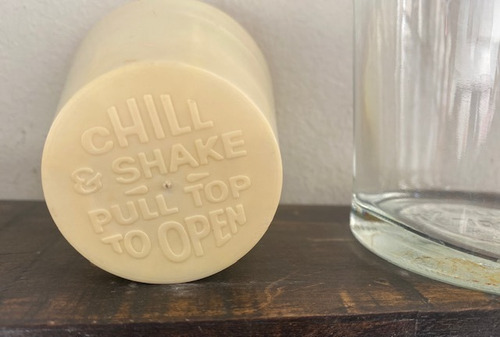 CHILL
& SHAKE
PULL TOP
TO OPEN